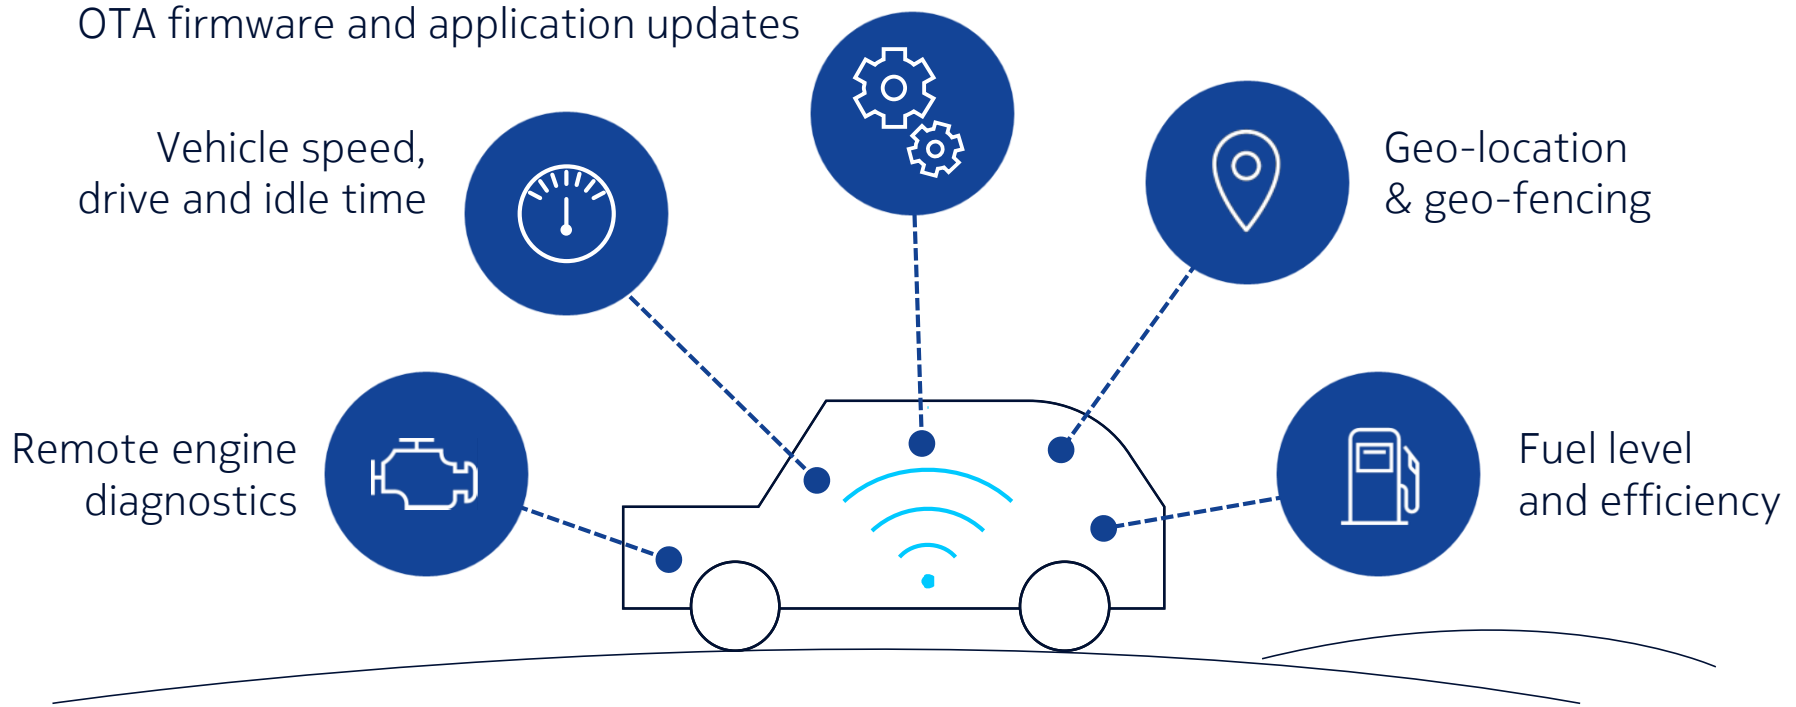 OTA firmware and application updates
Vehicle speed,
drive and idle time
Geo-location
& geo-fencing
Remote engine
diagnostics
Fuel level
and efficiency